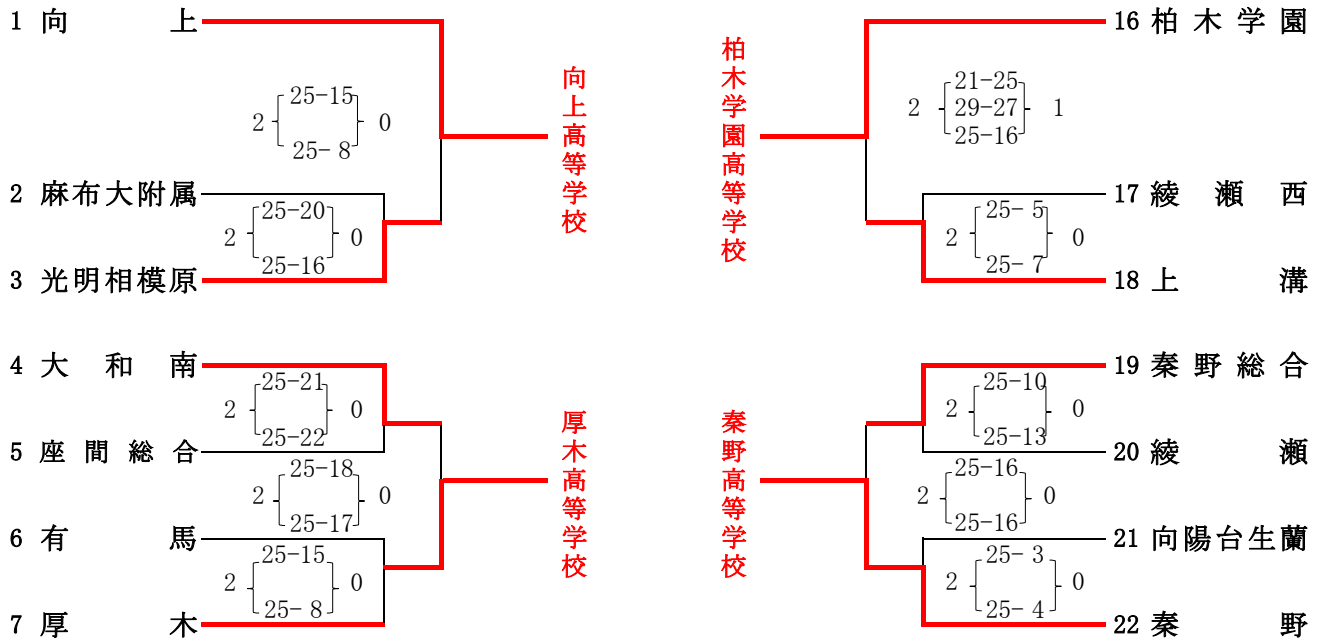 1 向上
25-15
2 0
25- 8
2 麻布大附属
25-20
2 0
25-16
3 光明相模原
向上高等学校
4 大和南
25-21
2 0
25-22
5 座間総合
25-18
2 0
25-17
6 有馬
25-15
2 0
25- 8
7 厚木
厚木高等学校
16 柏木学園
21-25
2 29-27 1
25-16
17 綾瀬西
25- 5
2 0
25- 7
18 上溝
柏木学園高等学校
19 秦野総合
25-10
2 0
25-13
20 綾瀬
25-16
2 0
25-16
21 向陽台生蘭
25- 3
2 0
25- 4
22 秦野
秦野高等学校